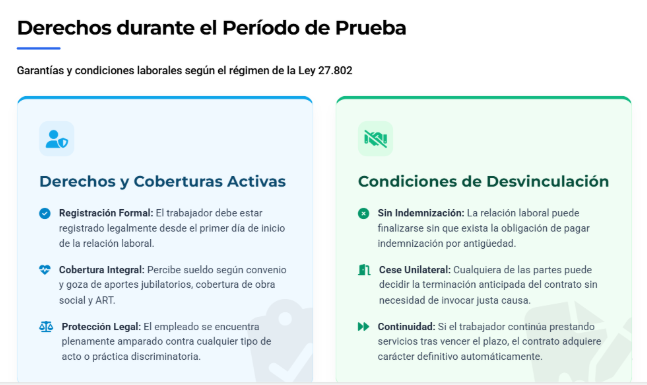 Derechos durante el Período de Prueba
Garantías y condiciones laborales según el régimen de la Ley 27.802
Derechos y Coberturas Activas
Registración Formal: El trabajador debe estar
registrado legalmente desde el primer día de inicio
de la relación laboral.
Cobertura Integral: Percibe sueldo según convenio
y goza de aportes jubilatorios, cobertura de obra
social y ART.
Protección Legal: El empleado se encuentra
plenamente amparado contra cualquier tipo de
acto o práctica discriminatoria.
Condiciones de Desvinculación
Sin Indemnización: La relación laboral puede
finalizarse sin que exista la obligación de pagar
indemnización por antigüedad.
Cese Unilateral: Cualquiera de las partes puede
decidir la terminación anticipada del contrato sin
necesidad de invocar justa causa.
Continuidad: Si el trabajador continúa prestando
servicios tras vencer el plazo, el contrato adquiere
carácter definitivo automáticamente.